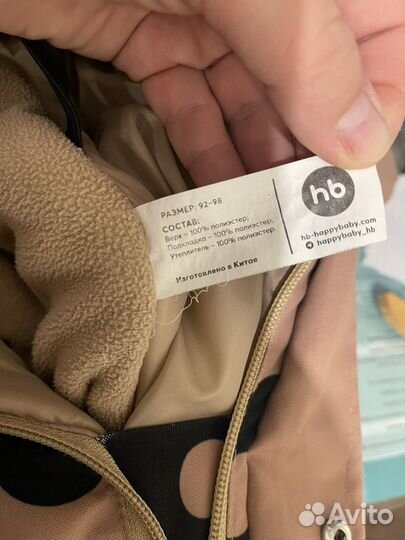 РАЗМЕР: 92-98
СОСТАВ:
Верх – 100% полиэстер,
Подкладка – 100% полиэстер,
Утеплитель – 100% полиэстер.
Изготовлено в Китае
hb
hb-happybaby.com
happybaby_hb
Avito